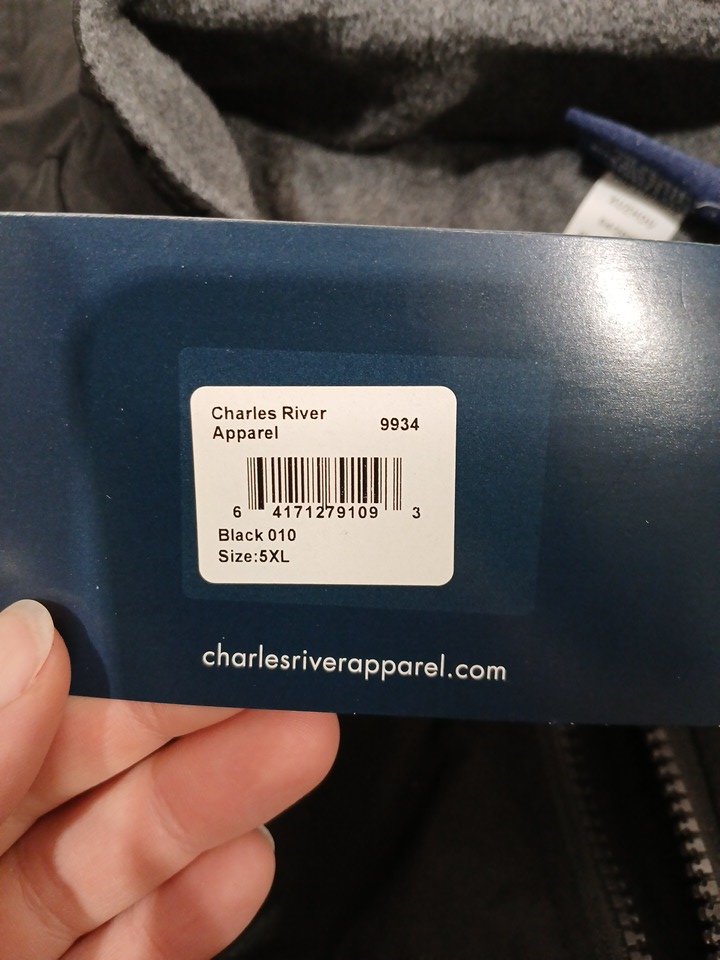 Charles River
Apparel
9934
6 4171279109 3
Black 010
Size:5XL
charlesriverapparel.com